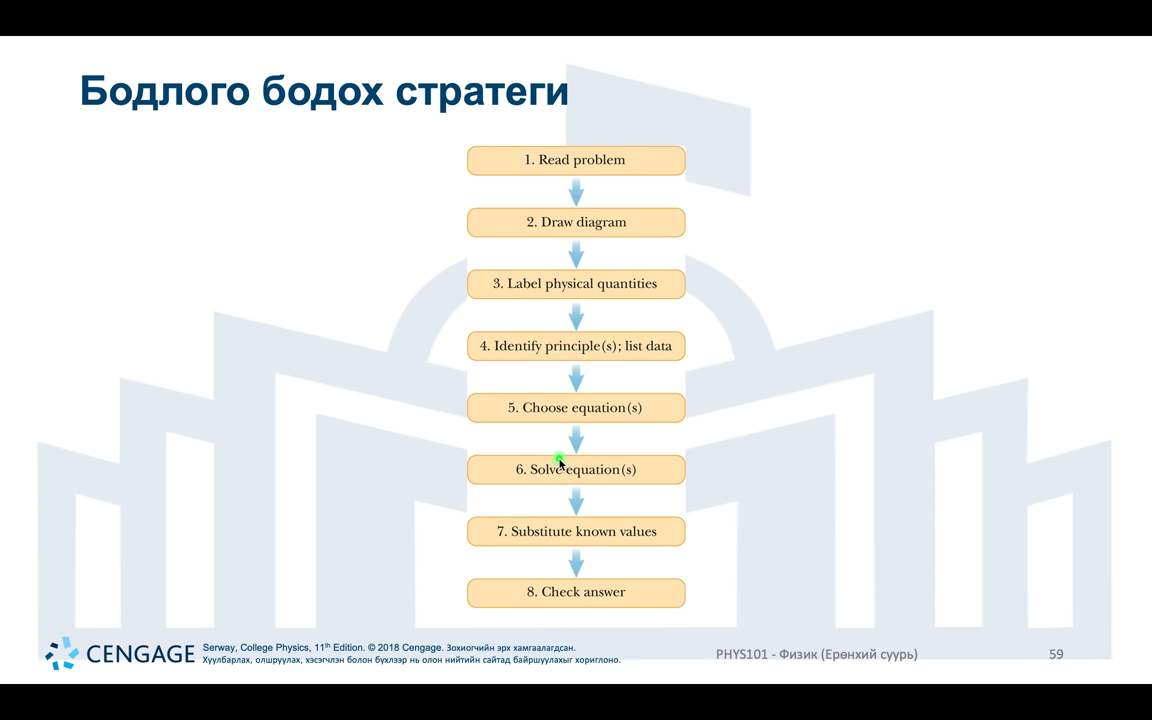 Бодлого бодох стратеги
1. Read problem
2. Draw diagram
3. Label physical quantities
4. Identify principle(s); list data
5. Choose equation(s)
6. Solve equation(s)
7. Substitute known values
8. Check answer
CENGAGE
Serway, College Physics, 11th Edition. © 2018 Cengage. Зохиогчийн эрх хамгаалагдсан.
Хуулбарлах, олшруулах, хэсэгчлэн болон бүхлээр нь олон нийтийн сайтад байршуулахыг хориглоно.
PHYS101 - Физик (Ерөнхий суурь)
59